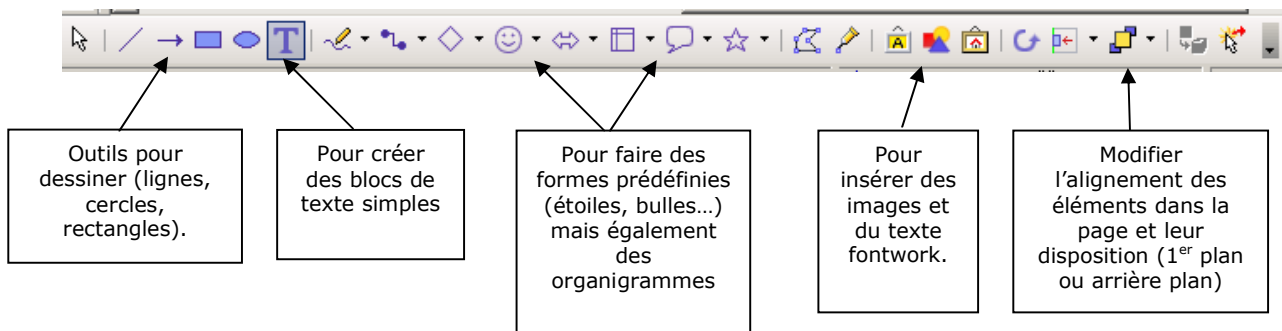 T
A
Outils pour
dessiner (lignes,
cercles,
rectangles).
Pour créer
des blocs de
texte simples
Pour faire des
formes prédéfinies
(étoiles, bulles…)
mais également
des
organigrammes
Pour
insérer des
images et
du texte
fontwork.
Modifier
l’alignement des
éléments dans la
page et leur
disposition (1er plan
ou arrière plan)